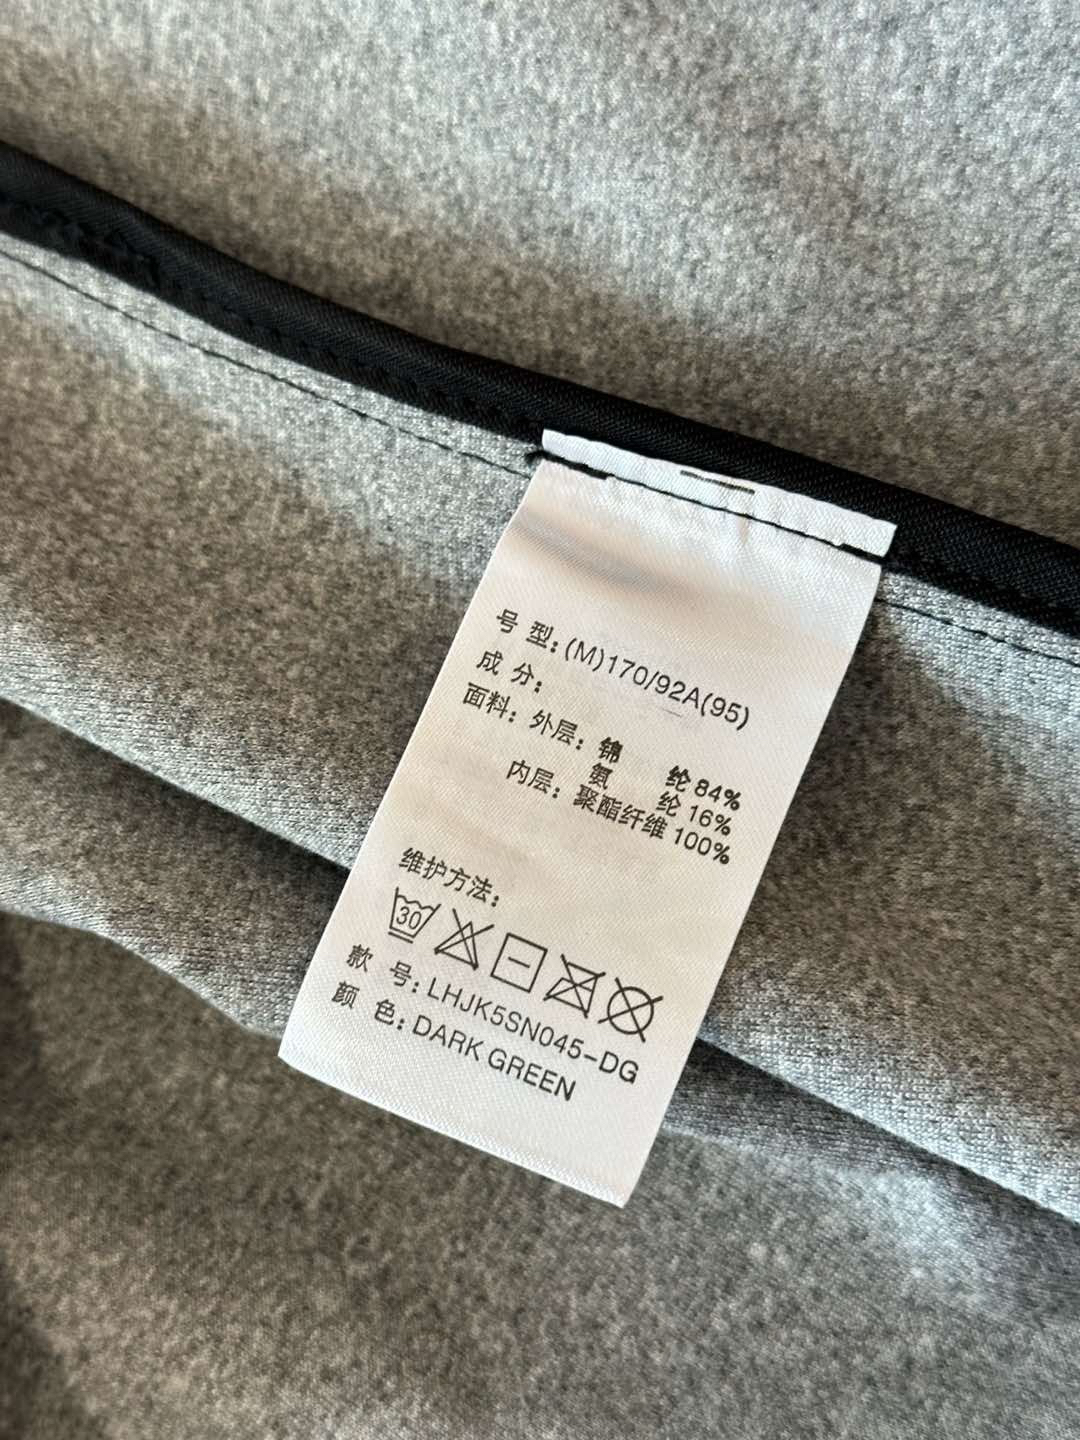 号 型: (M)170/92A(95)
成 分:
面料: 外层: 锦 纶 84%
氨 纶 16%
内层: 聚酯纤维 100%
维护方法:
30
款 号: LHJK5SN045-DG
颜 色: DARK GREEN